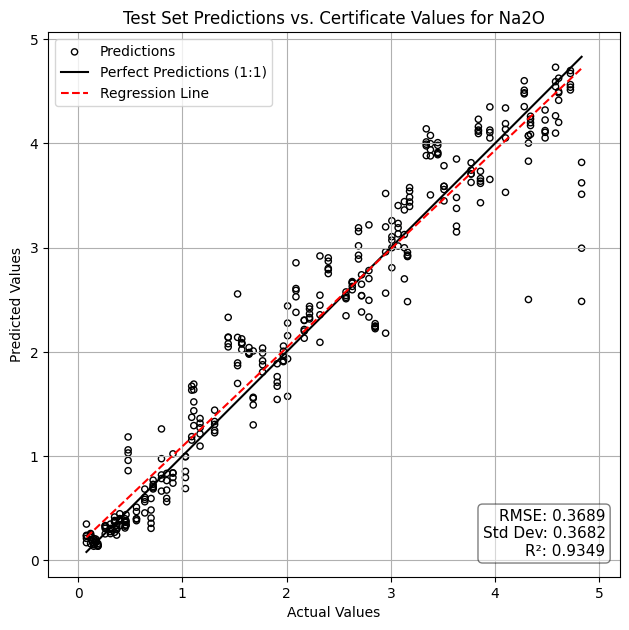 Test Set Predictions vs. Certificate Values for Na2O
Predictions
Perfect Predictions (1:1)
Regression Line
5
4
3
2
1
0
Predicted Values
RMSE: 0.3689
Std Dev: 0.3682
R²: 0.9349
0 1 2 3 4 5
Actual Values